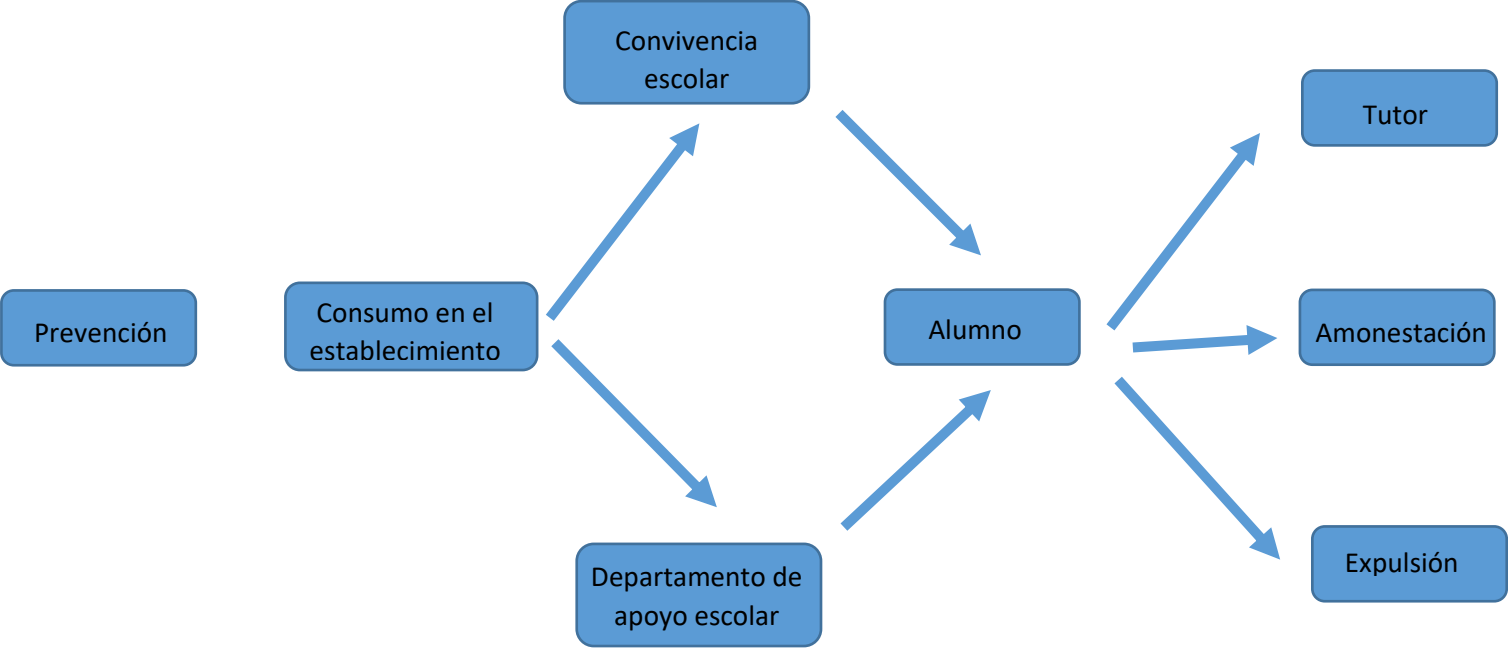 Convivencia
escolar
Tutor
Prevención
Consumo en el
establecimiento
Alumno
Amonestación
Departamento de
apoyo escolar
Expulsión